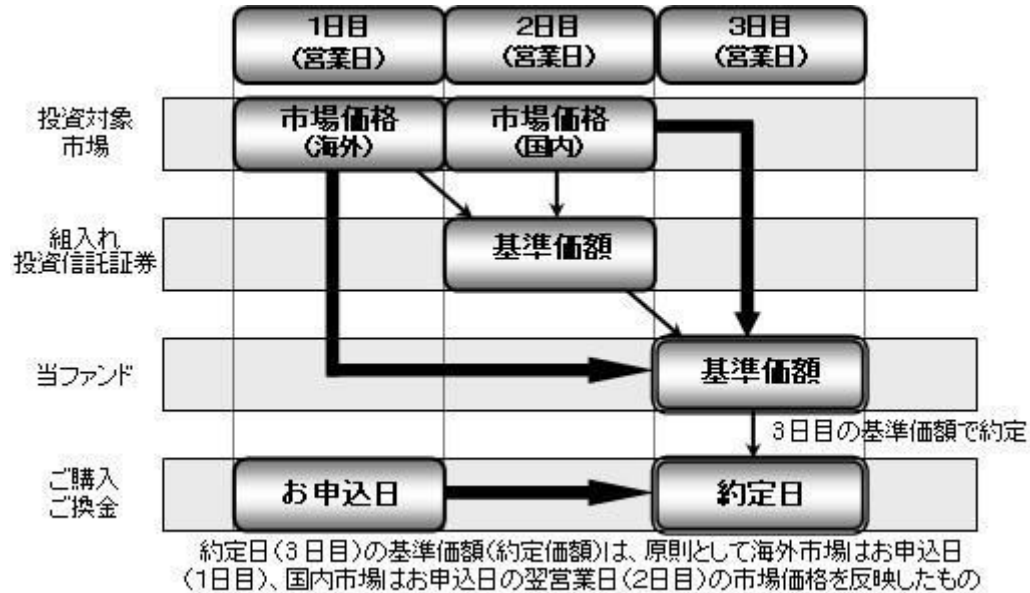 1日目
(営業日)
2日目
(営業日)
3日目
(営業日)
投資対象
市場
市場価格
(海外)
市場価格
(国内)
組入れ
投資信託証券
基準価額
当ファンド
基準価額
3日目の基準価額で約定
ご購入
ご換金
お申込日
約定日
約定日(3日目)の基準価額(約定価額)は、原則として海外市場はお申込日
(1日目)、国内市場はお申込日の翌営業日(2日目)の市場価格を反映したもの